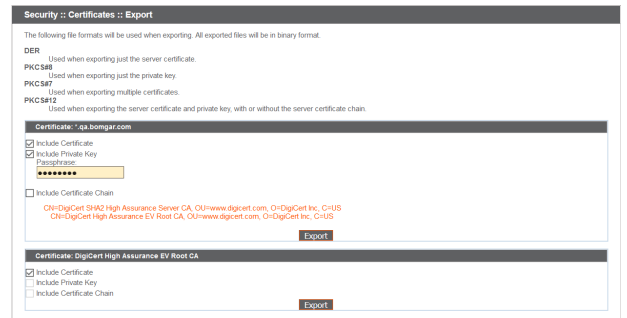 Security :: Certificates :: Export
The following file formats will be used when exporting. All exported files will be in binary format.
DER
Used when exporting just the server certificate.
PKCS#8
Used when exporting just the private key.
PKCS#7
Used when exporting multiple certificates.
PKCS#12
Used when exporting the server certificate and private key, with or without the server certificate chain.
Certificate: *.qa.bomgar.com
Include Certificate
Include Private Key
Passphrase:
●●●●●●●●
Include Certificate Chain
CN=DigiCert SHA2 High Assurance Server CA, OU=www.digicert.com, O=DigiCert Inc, C=US
CN=DigiCert High Assurance EV Root CA, OU=www.digicert.com, O=DigiCert Inc, C=US
Export
Certificate: DigiCert High Assurance EV Root CA
Include Certificate
Include Private Key
Include Certificate Chain
Export